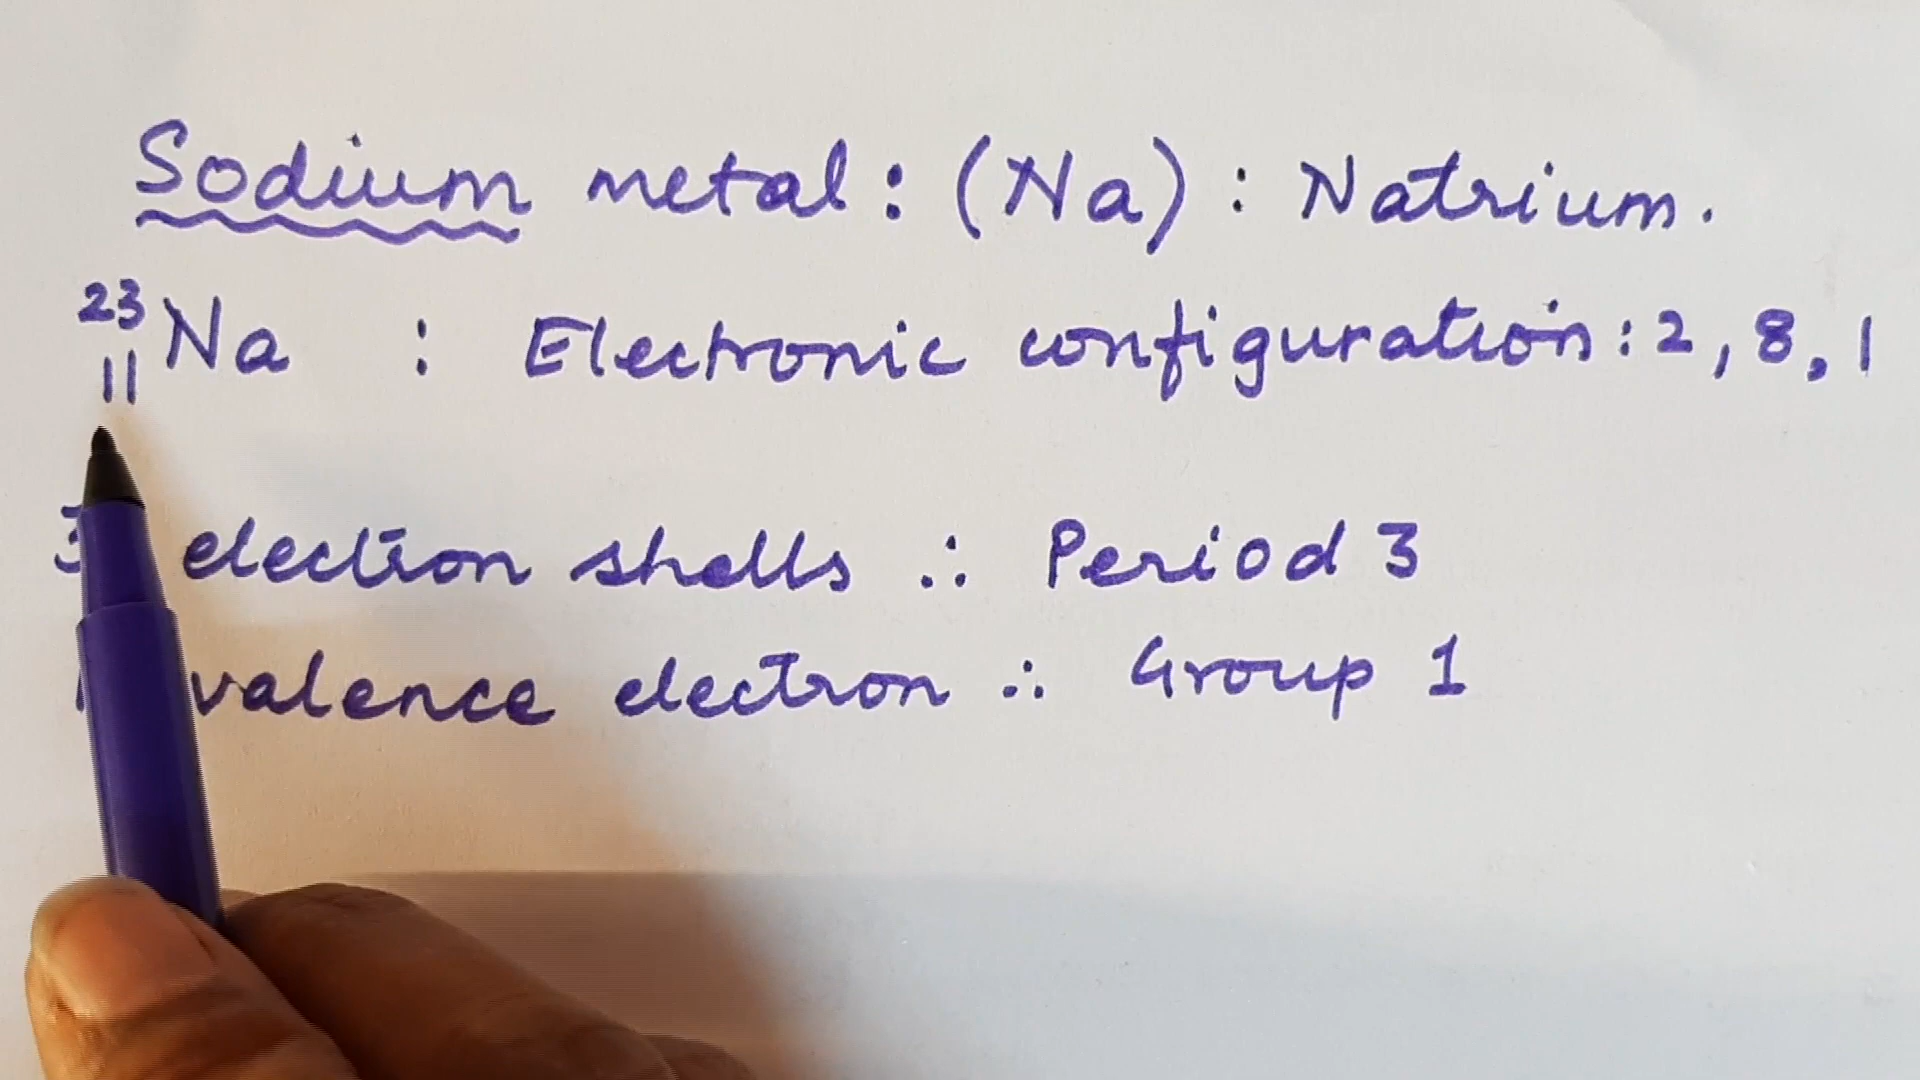 Sodium metal : (Na) : Natrium.
23 11 Na : Electronic configuration : 2, 8, 1
3 electron shells ∴ Period 3
valence electron ∴ Group 1